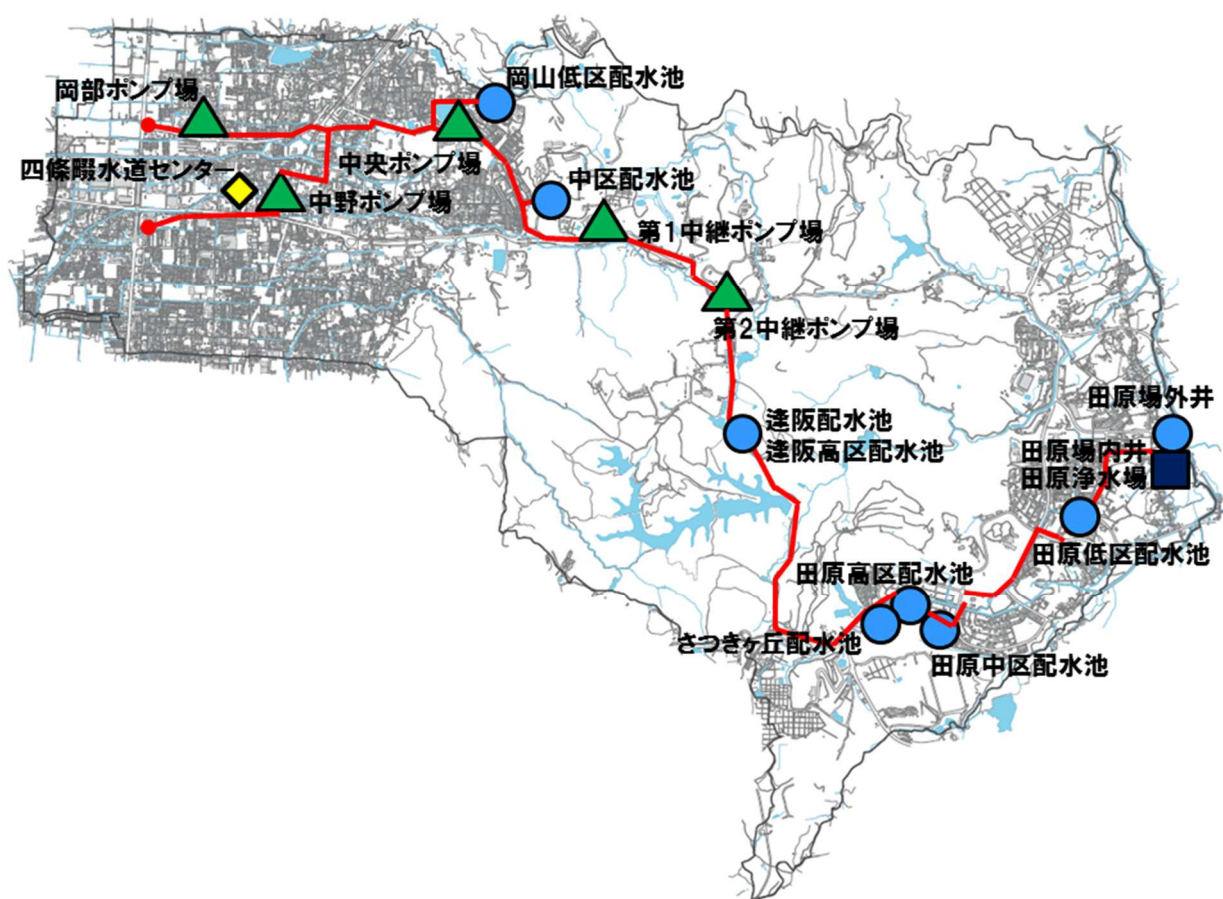 岡山低区配水池
岡部ポンプ場
中央ポンプ場
四條畷水道センター
中区配水池
中野ポンプ場
第1中継ポンプ場
第2中継ポンプ場
田原場外井
逢阪配水池
逢阪高区配水池
田原場内井
田原浄水場
田原低区配水池
田原高区配水池
さつきヶ丘配水池
田原中区配水池